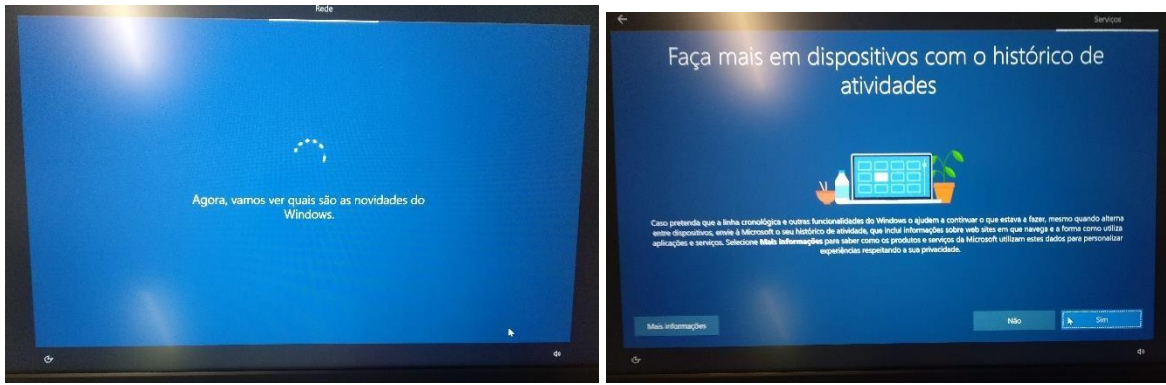 Rede
Agora, vamos ver quais são as novidades do
Windows.
Serviços
Faça mais em dispositivos com o histórico de
atividades
Caso pretenda que a linha cronológica e outras funcionalidades do Windows o ajudem a continuar o que estava a fazer, mesmo quando alterna
entre dispositivos, envie à Microsoft o seu histórico de atividade, que inclui informações sobre web sites em que navega e a forma como utiliza
aplicações e serviços. Selecione Mais informações para saber como os produtos e serviços da Microsoft utilizam estes dados para personalizar
experiências respeitando a sua privacidade.
Mais informações
Não
Sim